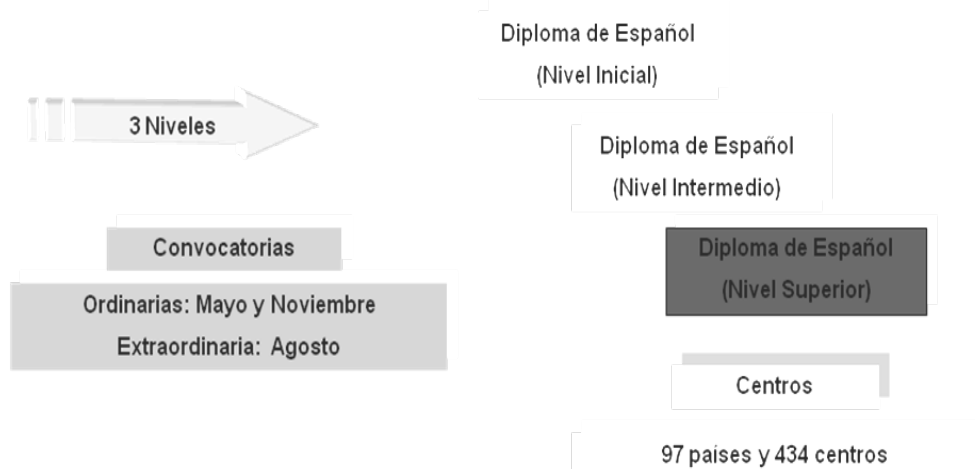 3 Niveles
Diploma de Español
(Nivel Inicial)
Diploma de Español
(Nivel Intermedio)
Diploma de Español
(Nivel Superior)
Convocatorias
Ordinarias: Mayo y Noviembre
Extraordinaria: Agosto
Centros
97 países y 434 centros